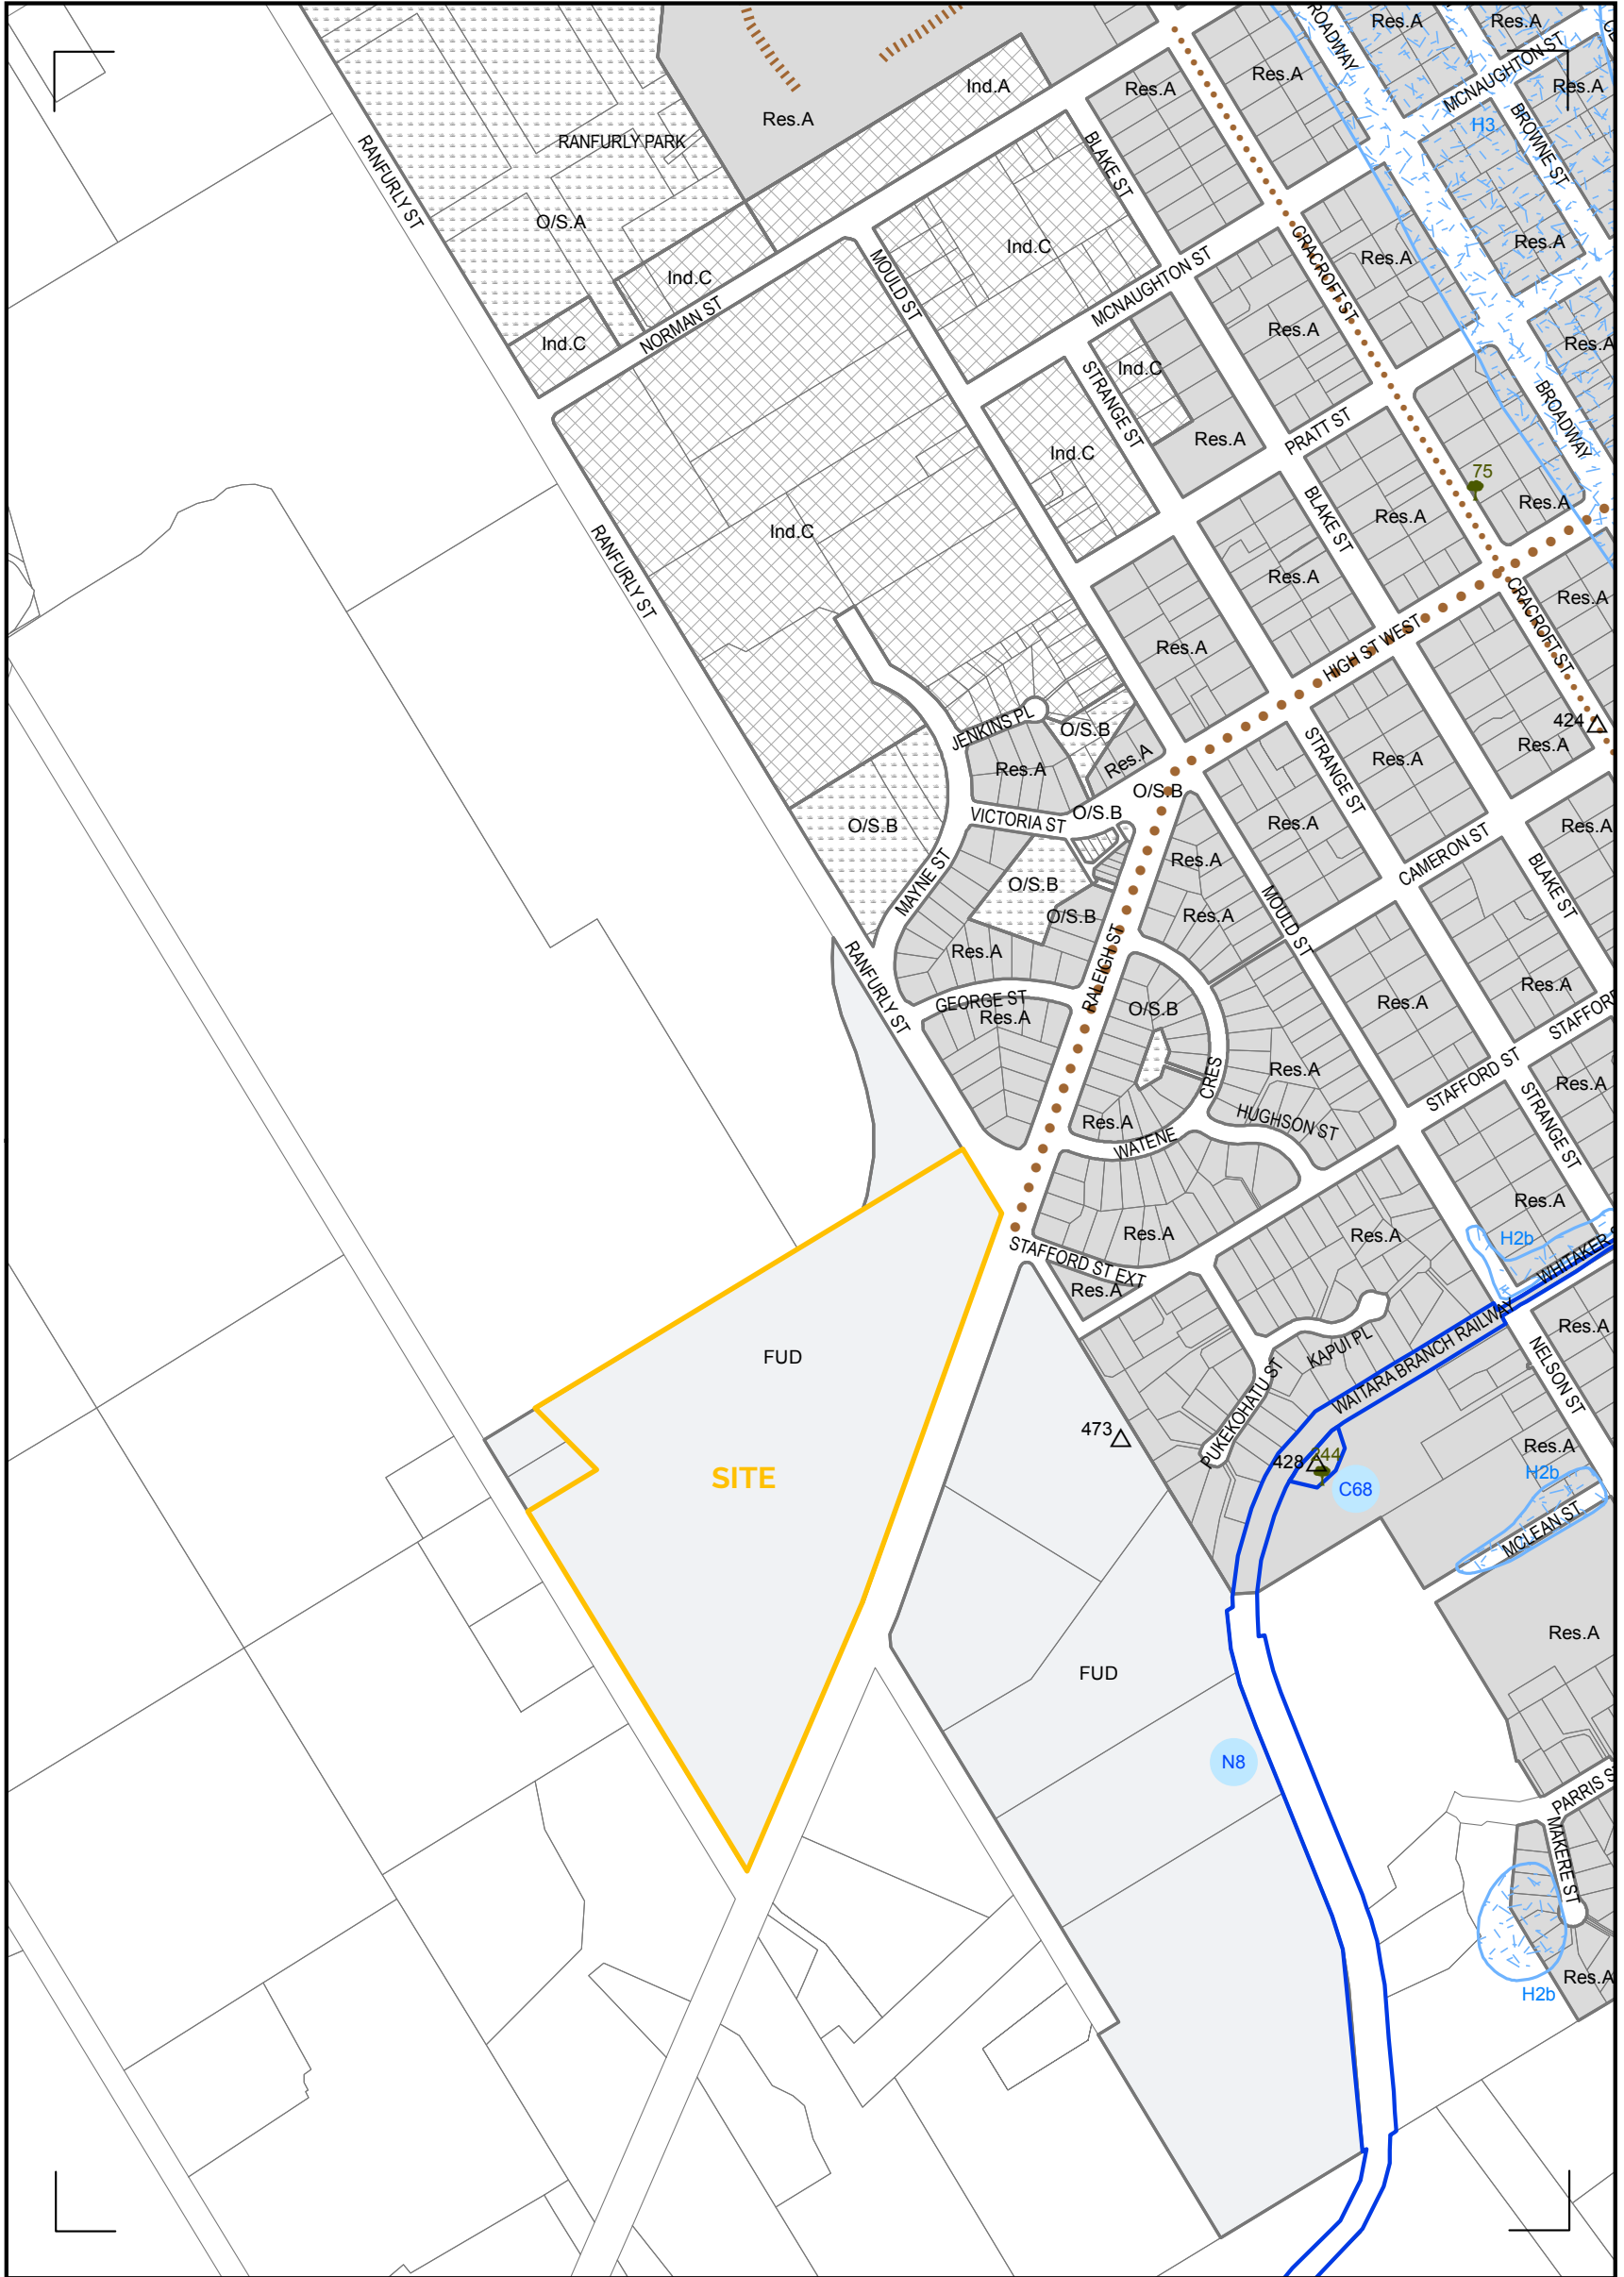 Res.A
Res.A
ROADWAY
MCNAUGHTON ST
Res.A
Res.A
Res.A
Ind.A
Res.A
H3
BROWNE ST
RANFURLY PARK
RANFURLY ST
BLAKE ST
O/S.A
Res.A
Ind.C
Res.A
CRACROFT ST
MCNAUGHTON ST
Ind.C
MOULD ST
NORMAN ST
Ind.C
Res.A
Res.A
Ind.C
STRANGE ST
BROADWAY
PRATT ST
Res.A
Ind.C
75
Res.A
Res.A
BLAKE ST
Ind.C
RANFURLY ST
Res.A
Res.A
CRACROFT ST
HIGH ST WEST
Res.A
JENKINS PL
O/S.B
424
Res.A
Res.A
Res.A
Res.A
STRANGE ST
O/S.B
O/S.B
VICTORIA ST
O/S.B
Res.A
Res.A
CAMERON ST
Res.A
MAYNE ST
O/S.B
BLAKE ST
O/S.B
Res.A
MOULD ST
Res.A
RALEIGH ST
RANFURLY ST
Res.A
GEORGE ST
Res.A
O/S.B
Res.A
STAFFORD
Res.A
CRES
STAFFORD ST
Res.A
STRANGE ST
Res.A
HUGHSON ST
WATENE
Res.A
Res.A
Res.A
H2b
STAFFORD ST EXT
WHITAKER S
Res.A
Res.A
KAPUI PL
WAITARA BRANCH RAILWAY
NELSON ST
FUD
PUKEKOHATU ST
473
428
244
C68
Res.A
H2b
SITE
MCLEAN ST
Res.A
FUD
N8
PARRIS S
MAKERE ST
Res.A
H2b